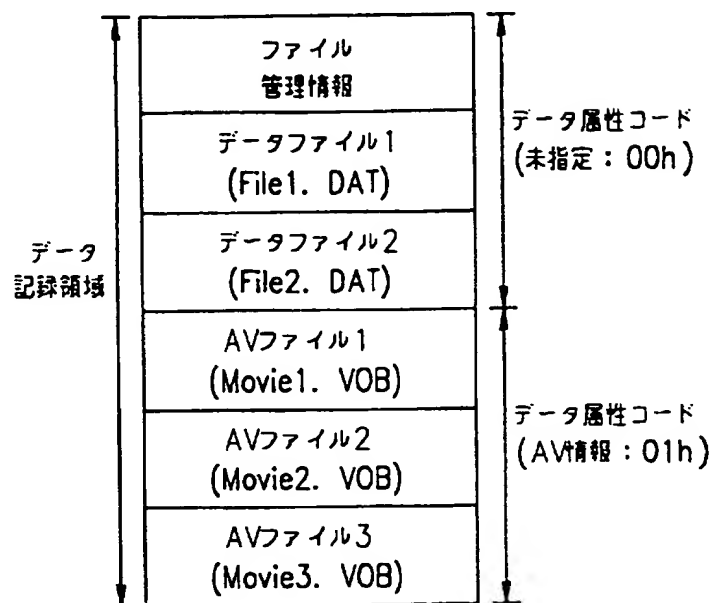 ファイル
管理情報
データファイル1
(File1. DAT)
データファイル2
(File2. DAT)
AVファイル1
(Movie1. VOB)
AVファイル2
(Movie2. VOB)
AVファイル3
(Movie3. VOB)
データ
記録領域
データ属性コード
(未指定：00h)
データ属性コード
(AV情報：01h)